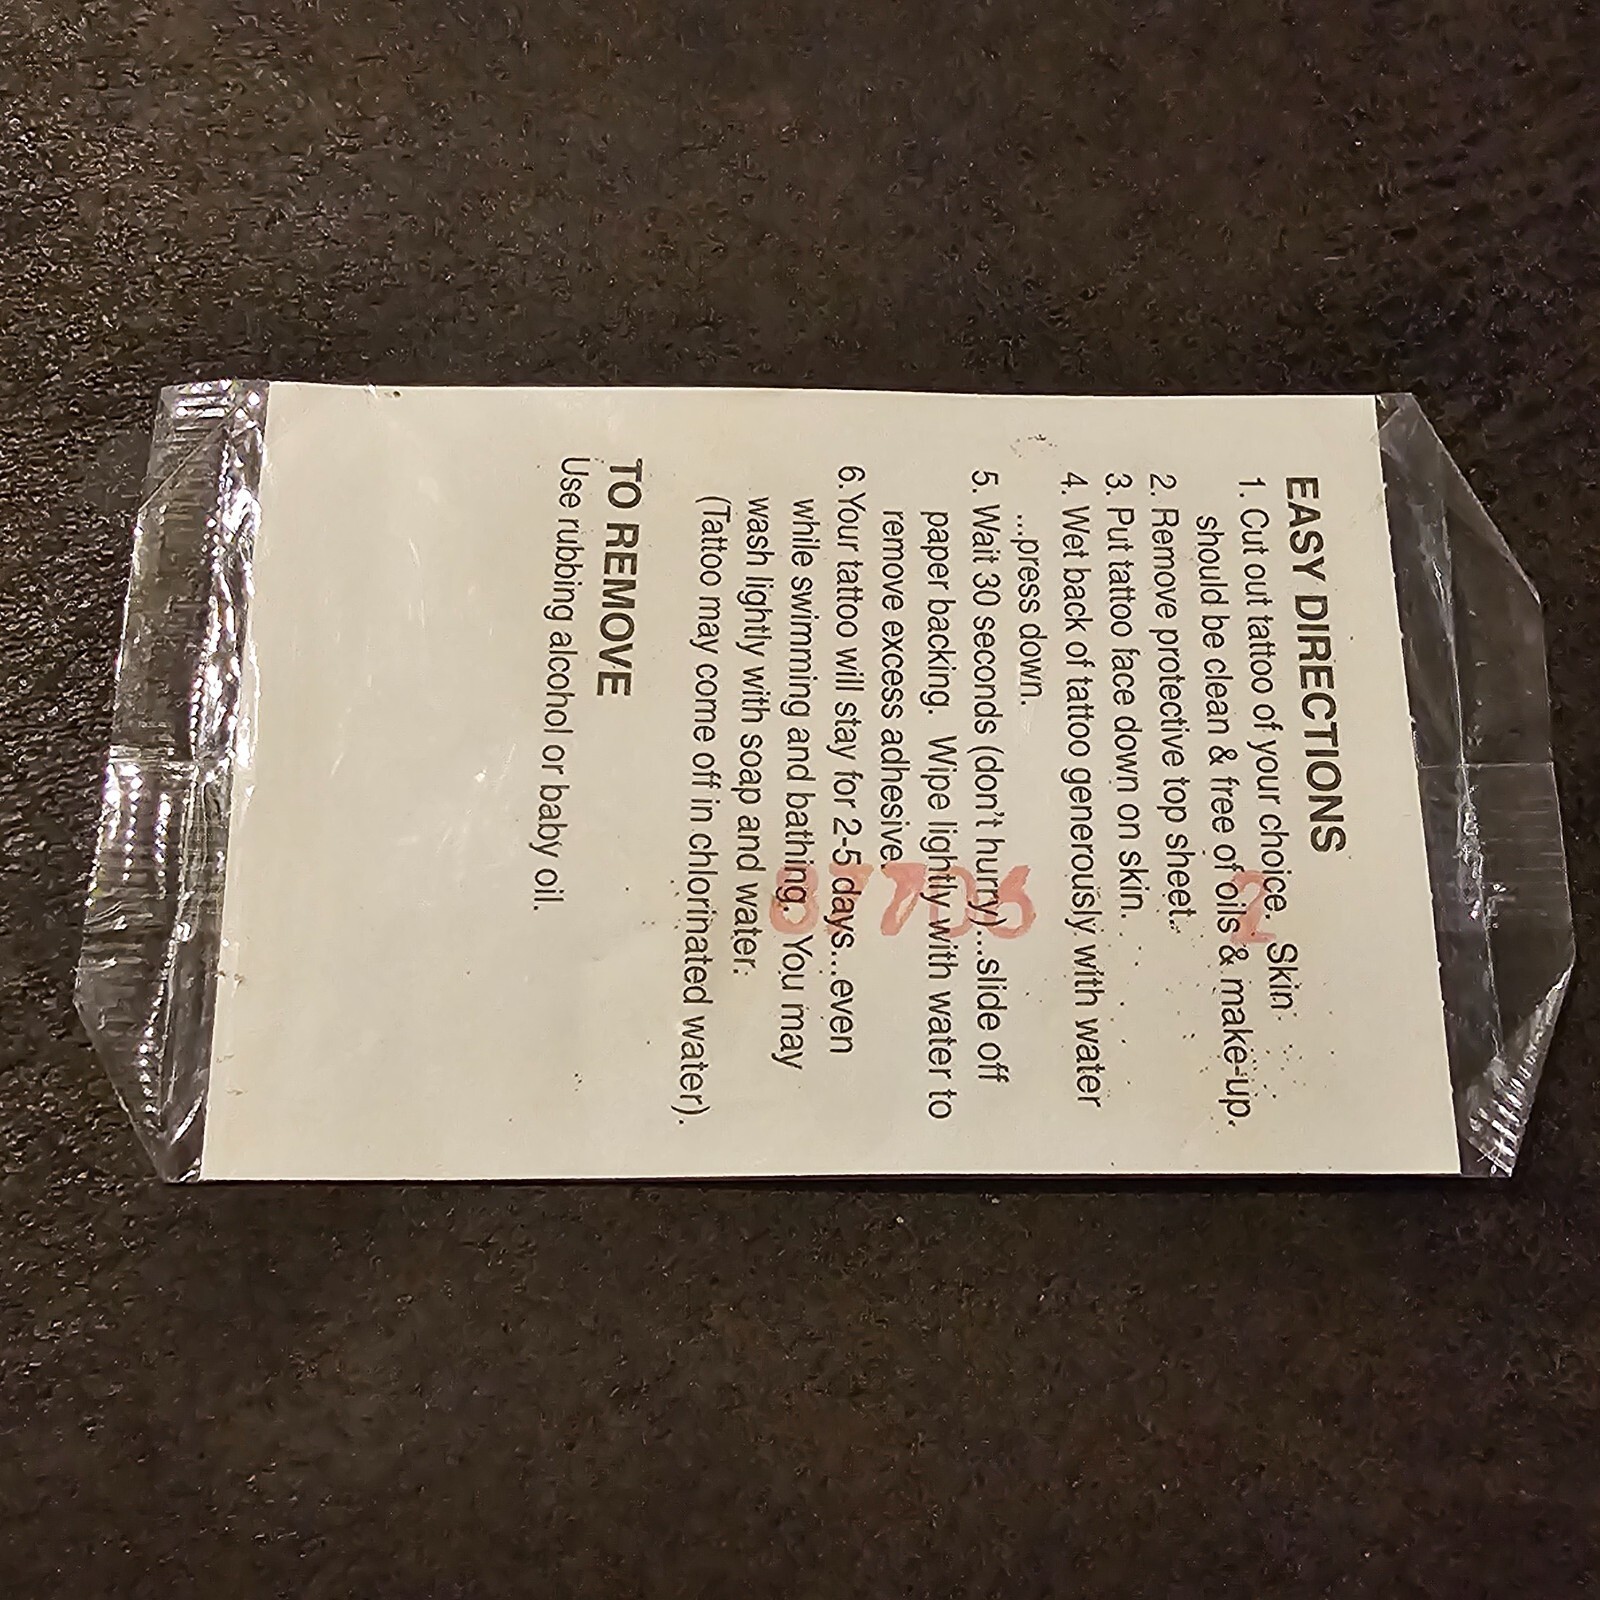 EASY DIRECTIONS
1. Cut out tattoo of your choice. Skin
should be clean & free of oils & make-up.
2. Remove protective top sheet.
3. Put tattoo face down on skin.
4. Wet back of tattoo generously with water
...press down.
5. Wait 30 seconds (don't hurry)...slide off
paper backing. Wipe lightly with water to
remove excess adhesive.
6.Your tattoo will stay for 2-5 days...even
while swimming and bathing. You may
wash lightly with soap and water.
(Tattoo may come off in chlorinated water).
TO REMOVE
Use rubbing alcohol or baby oil.